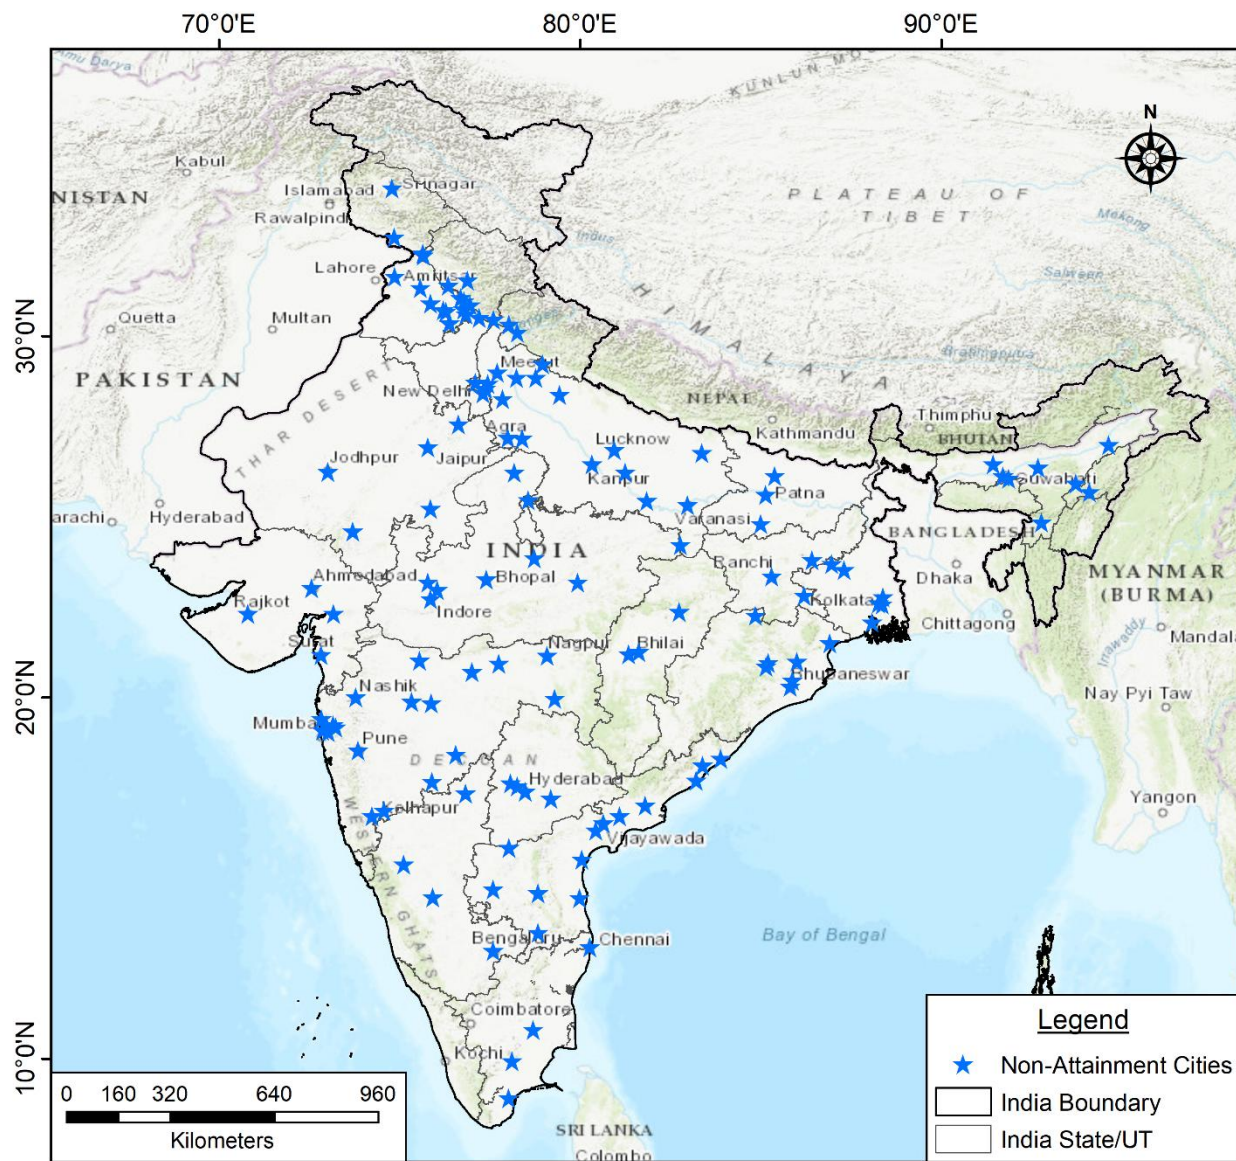 70°0'E 80°0'E 90°0'E
Amu Darya
KUNLUN MO
N
Kabul
Srinagar
Islamabad
NISTAN
Rawalpindi
PLATEAU OF
TIBET
Mekong
Indus
Salween
Lahore
Amritsar
Quetta
Multan
30°N
HIMALAYA
Brahmaputra
Meerut
PAKISTAN
New Delhi
NEPAL
THAR DESERT
Thimphu
BHUTAN
Kathmandu
Agra
Lucknow
Jodhpur
Jaipur
Kanpur
Guwahati
Patna
arachi
Hyderabad
Varanasi
BANGLADESH
INDIA
Ranchi
Dhaka
MYANMAR
(BURMA)
Ahmedabad
Bhopal
Rajkot
Indore
Kolkata
Chittagong
Mandala
Irrawaddy
Surat
Nagpur
Bhilai
Bhubaneswar
Nay Pyi Taw
Nashik
20°N
Mumba
Pune
DECCAN
Hyderabad
Yangon
Kolhapur
Vijayawada
WESTERN GHATS
Bengaluru
Chennai
Bay of Bengal
Coimbatore
Kochi
10°N
SRI LANKA
Colombo
0 160 320 640 960
Kilometers
Legend
Non-Attainment Cities
India Boundary
India State/UT